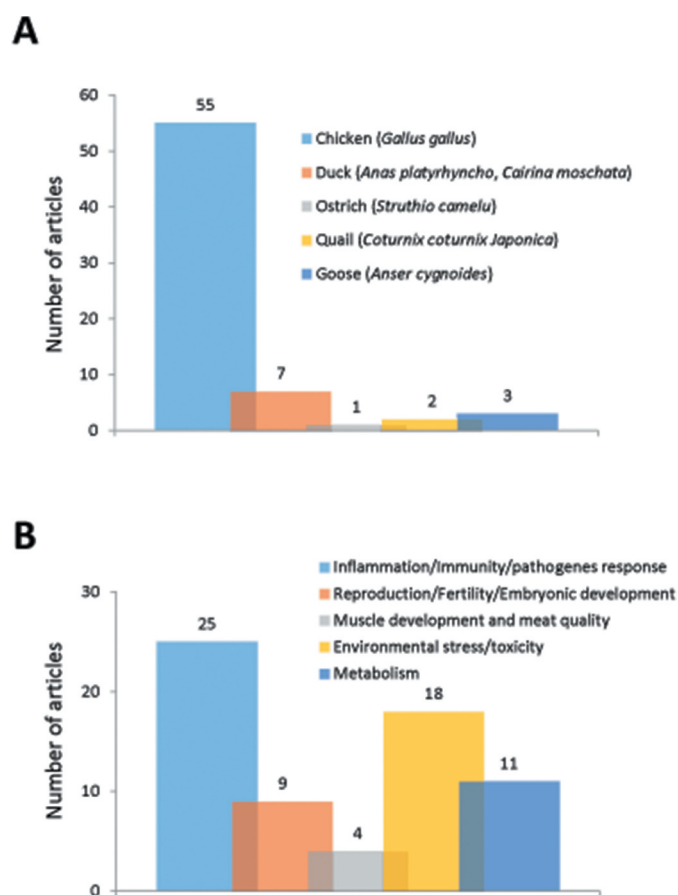 A
Number of articles
60
50
40
30
20
10
0
55
7
1
2
3
Chicken (Gallus gallus)
Duck (Anas platyrhyncho, Cairina moschata)
Ostrich (Struthio camelu)
Quail (Coturnix coturnix Japonica)
Goose (Anser cygnoides)
B
Number of articles
30
20
10
0
25
9
4
18
11
Inflammation/Immunity/pathogenes response
Reproduction/Fertility/Embryonic development
Muscle development and meat quality
Environmental stress/toxicity
Metabolism